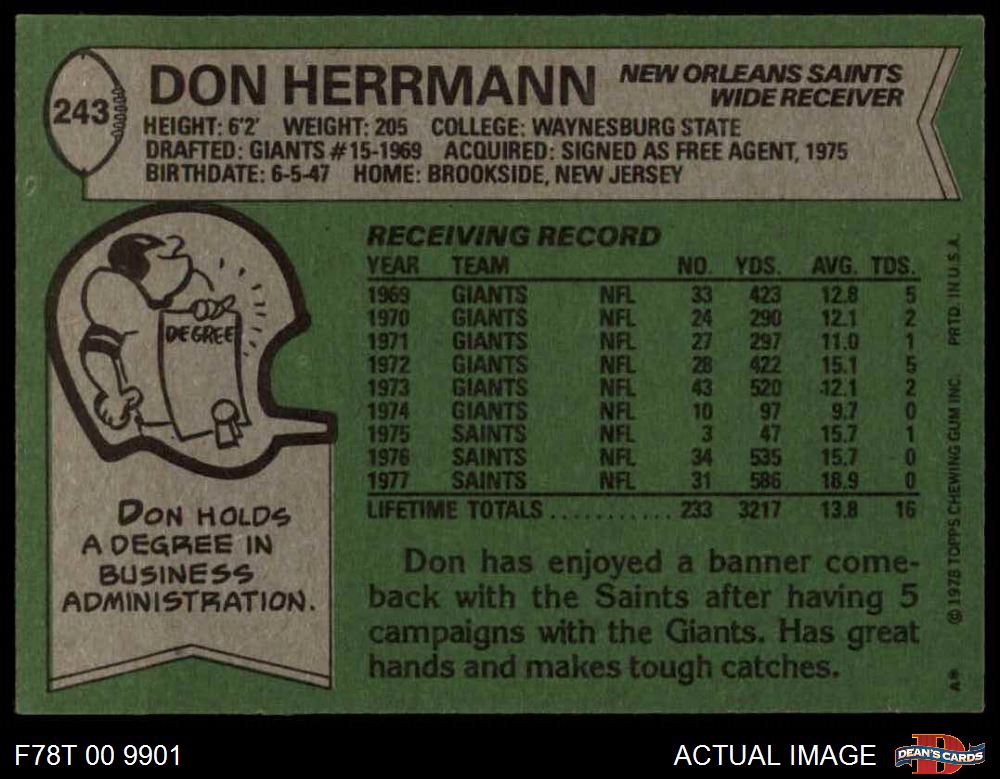 243
DON HERRMANN
NEW ORLEANS SAINTS
WIDE RECEIVER
HEIGHT: 6'2' WEIGHT: 205 COLLEGE: WAYNESBURG STATE
DRAFTED: GIANTS #15-1969 ACQUIRED: SIGNED AS FREE AGENT, 1975
BIRTHDATE: 6-5-47 HOME: BROOKSIDE, NEW JERSEY
DEGREE
DON HOLDS
A DEGREE IN
BUSINESS
ADMINISTRATION.
RECEIVING RECORD
YEAR TEAM NO. YDS. AVG. TDS.
1969 GIANTS NFL 33 423 12.8 5
1970 GIANTS NFL 24 290 12.1 2
1971 GIANTS NFL 27 297 11.0 1
1972 GIANTS NFL 28 422 15.1 5
1973 GIANTS NFL 43 520 12.1 2
1974 GIANTS NFL 10 97 9.7 0
1975 SAINTS NFL 3 47 15.7 1
1976 SAINTS NFL 34 535 15.7 0
1977 SAINTS NFL 31 586 18.9 0
LIFETIME TOTALS ........... 233 3217 13.8 16
Don has enjoyed a banner come-
back with the Saints after having 5
campaigns with the Giants. Has great
hands and makes tough catches.
A* © 1978 TOPPS CHEWING GUM INC. PRTD. IN U.S.A.
F78T 00 9901
ACTUAL IMAGE
D
DEAN'S CARDS